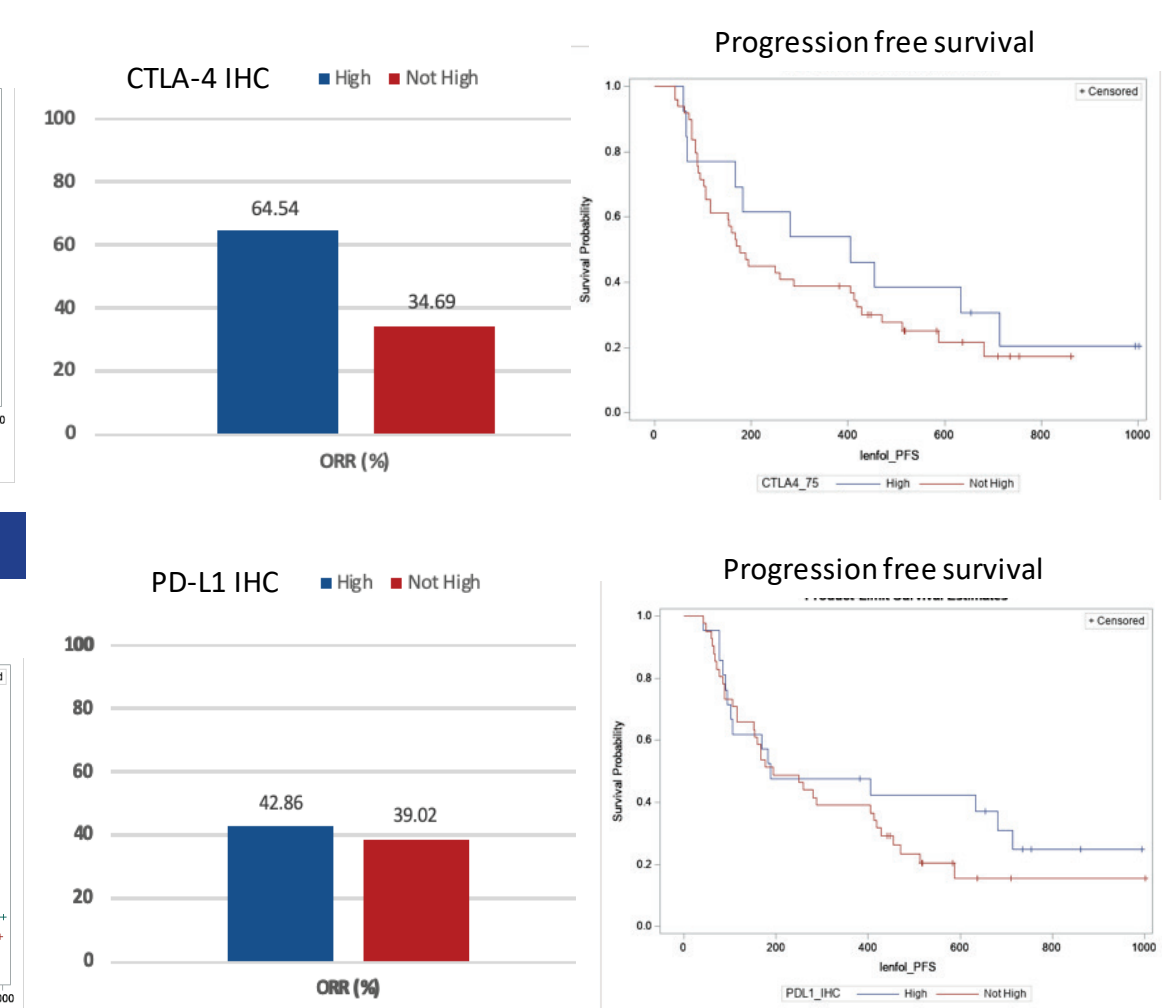 CTLA-4 IHC
High
Not High
100
80
60
40
20
0
64.54
34.69
ORR (%)
Progression free survival
+ Censored
Survival Probability
1.0
0.8
0.6
0.4
0.2
0.0
0
200
400
600
800
1000
lenfol_PFS
CTLA4_75
High
Not High
PD-L1 IHC
High
Not High
100
80
60
40
20
0
42.86
39.02
ORR (%)
Progression free survival
+ Censored
Survival Probability
1.0
0.8
0.6
0.4
0.2
0.0
0
200
400
600
800
1000
lenfol_PFS
PDL1_IHC
High
Not High